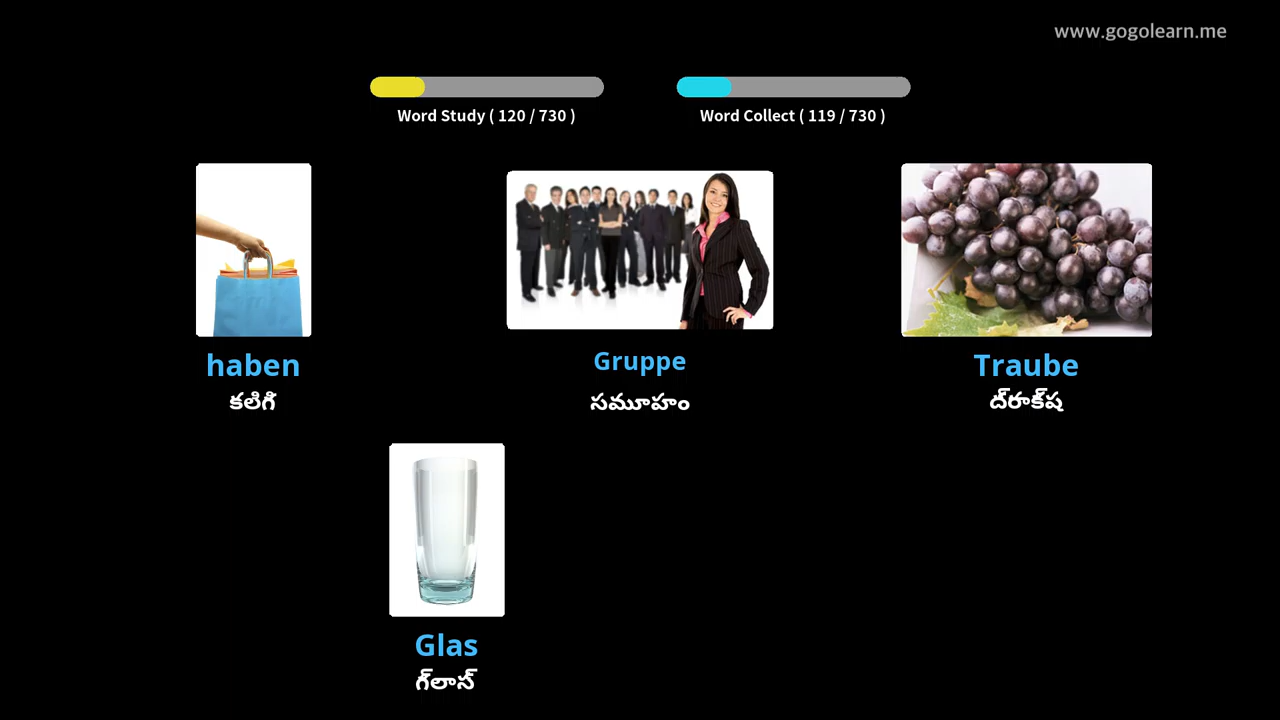 www.gogolearn.me
Word Study ( 120 / 730 )
Word Collect ( 119 / 730 )
haben
కలిగి
Gruppe
సమూహం
Traube
ద్‌రాక్‌ష
Glas
గ్‌లాస్